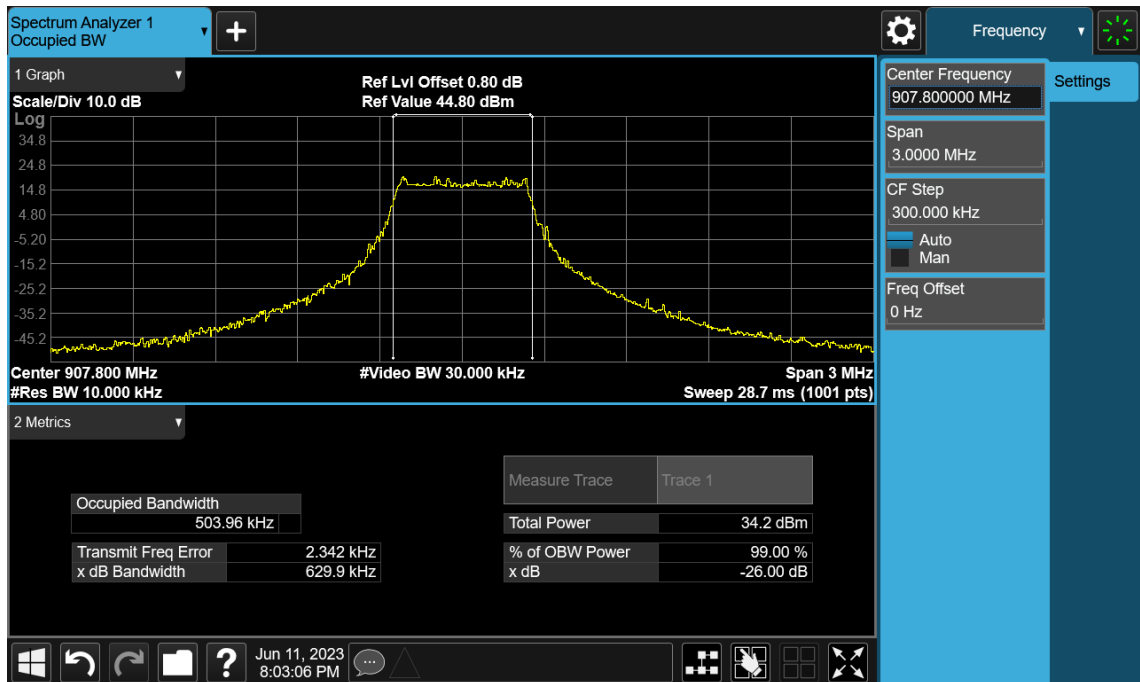 Spectrum Analyzer 1
Occupied BW
+
Frequency
1 Graph
Scale/Div 10.0 dB
Ref Lvl Offset 0.80 dB
Ref Value 44.80 dBm
Log
34.8
24.8
14.8
4.80
-5.20
-15.2
-25.2
-35.2
-45.2
Center 907.800 MHz
#Video BW 30.000 kHz
Span 3 MHz
#Res BW 10.000 kHz
Sweep 28.7 ms (1001 pts)
Center Frequency
907.800000 MHz
Settings
Span
3.0000 MHz
CF Step
300.000 kHz
Auto
Man
Freq Offset
0 Hz
2 Metrics
Measure Trace Trace 1
Occupied Bandwidth
503.96 kHz
Total Power 34.2 dBm
Transmit Freq Error 2.342 kHz
% of OBW Power 99.00 %
x dB Bandwidth 629.9 kHz
x dB -26.00 dB
?
Jun 11, 2023
8:03:06 PM